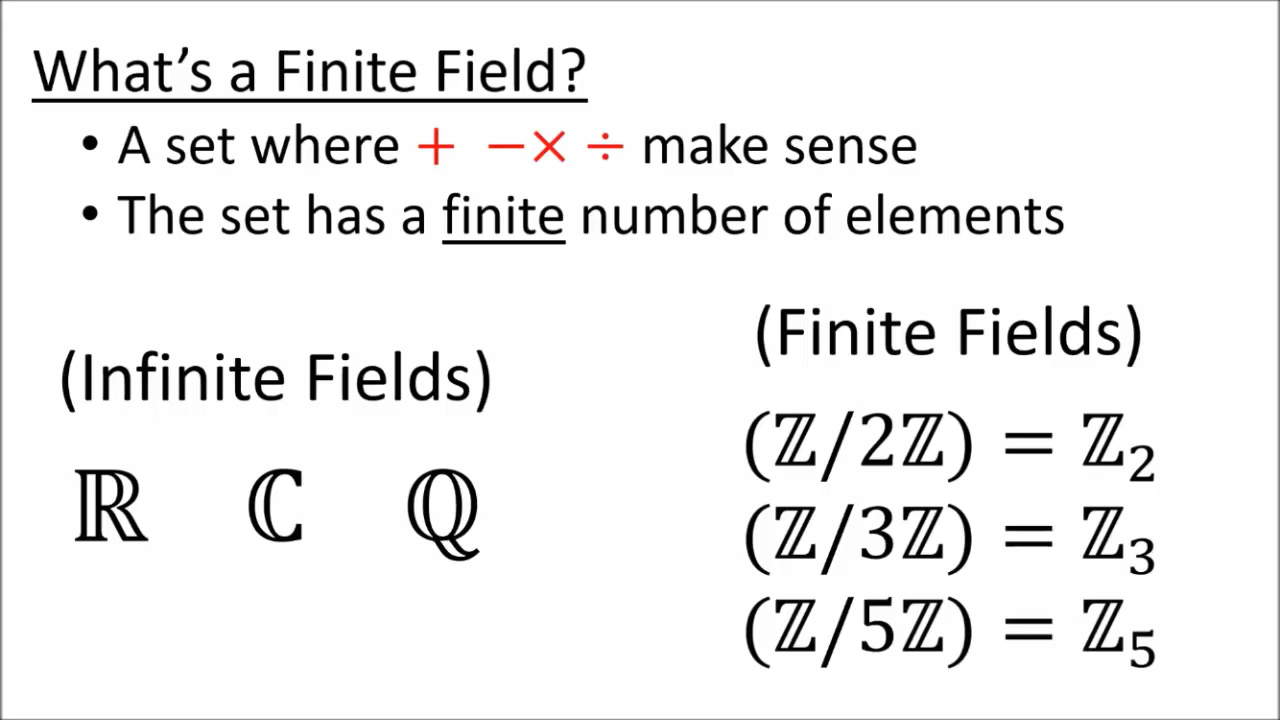 What’s a Finite Field?
• A set where + −× ÷ make sense
• The set has a finite number of elements
(Infinite Fields)
ℝ ℂ ℚ
(Finite Fields)
(ℤ/2ℤ) = ℤ₂
(ℤ/3ℤ) = ℤ₃
(ℤ/5ℤ) = ℤ₅